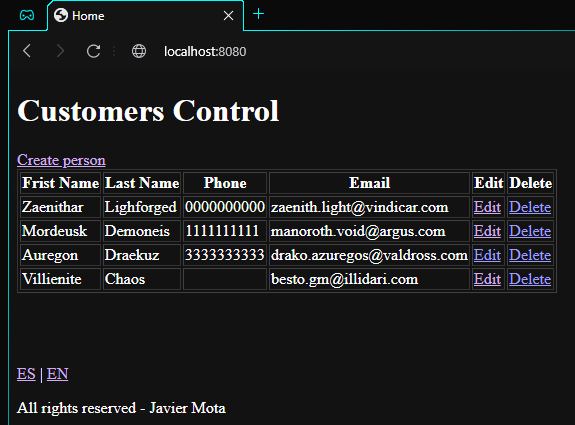 Home
localhost:8080
Customers Control
Create person
Frist Name Last Name Phone Email Edit Delete
Zaenithar Lighforged 0000000000 zaenith.light@vindicar.com Edit Delete
Mordeusk Demoneis 1111111111 manoroth.void@argus.com Edit Delete
Auregon Draekuz 3333333333 drako.azuregos@valdross.com Edit Delete
Villienite Chaos besto.gm@illidari.com Edit Delete
ES | EN
All rights reserved - Javier Mota